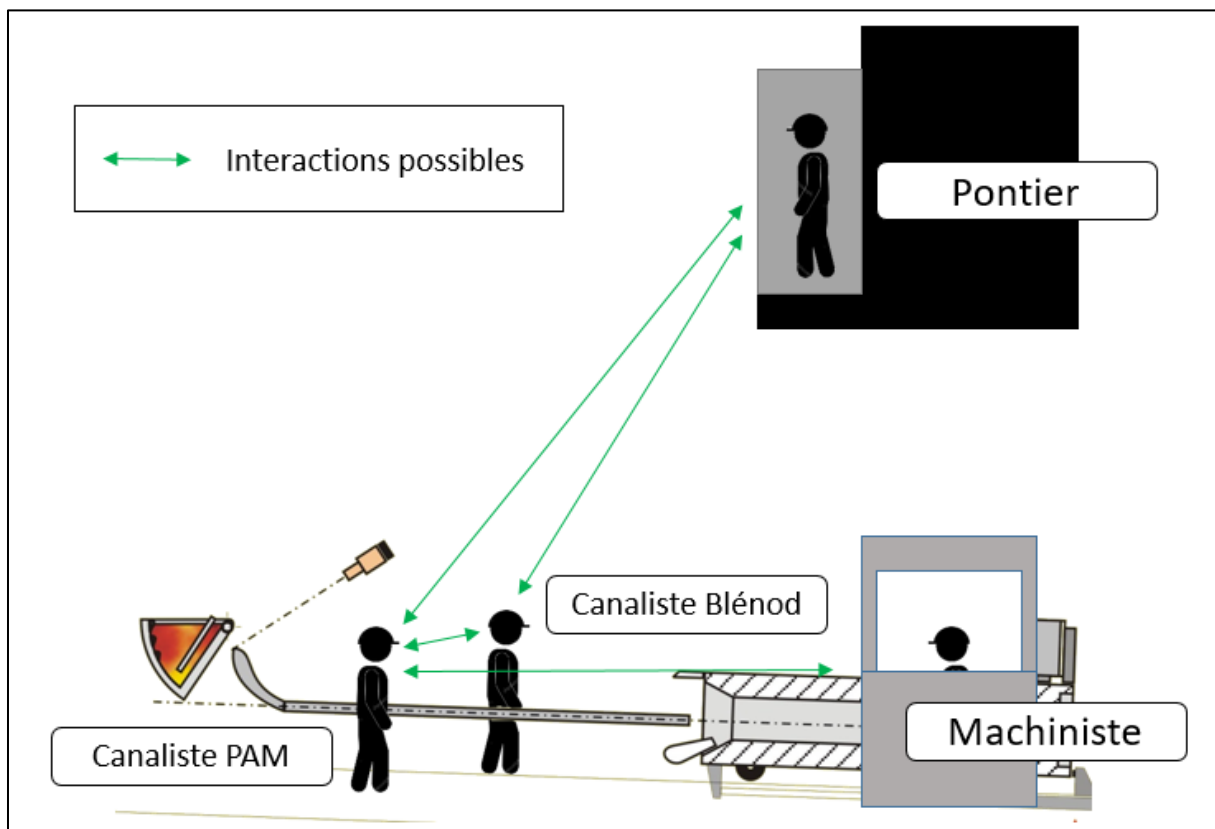 Interactions possibles
Pontier
Canaliste Blénod
Machiniste
Canaliste PAM